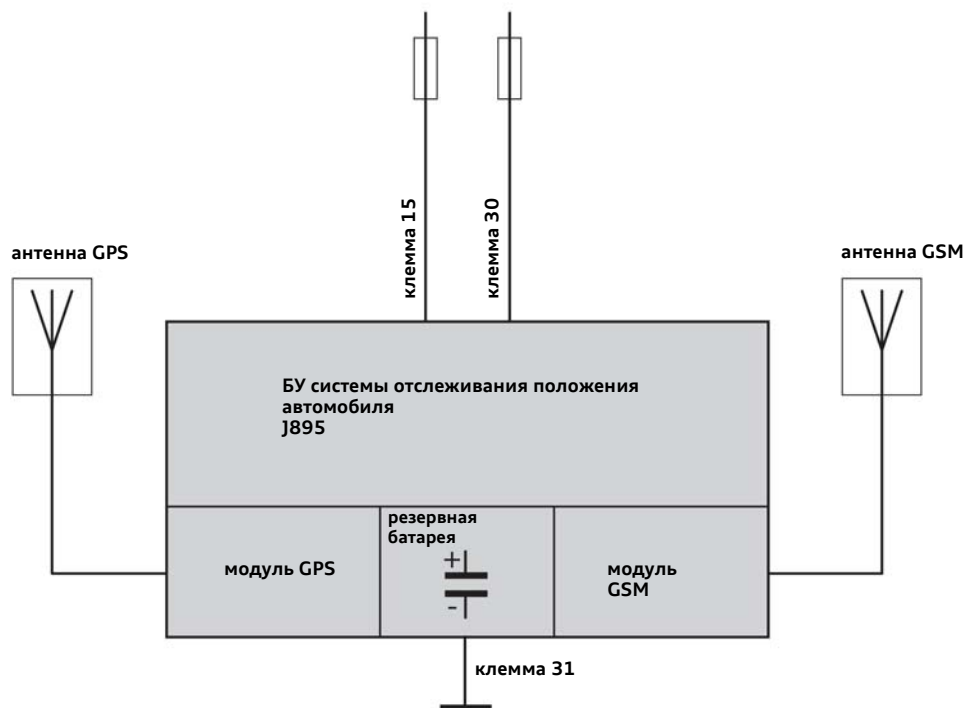 клемма 15
клемма 30
антенна GPS
антенна GSM
БУ системы отслеживания положения
автомобиля
J895
резервная
батарея
+
-
модуль GPS
модуль
GSM
клемма 31